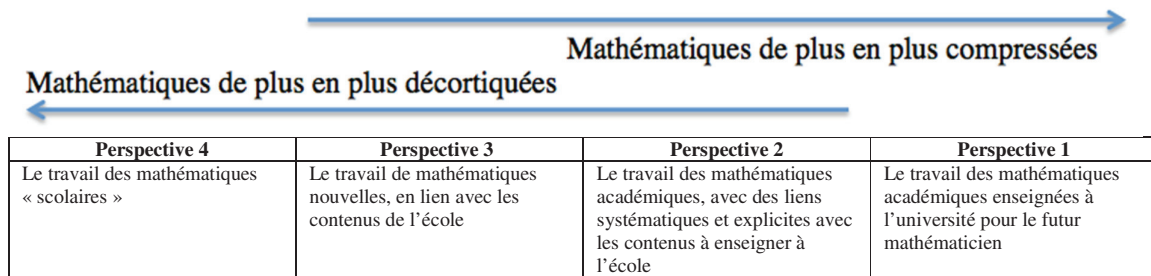 Mathématiques de plus en plus compressées
Mathématiques de plus en plus décortiquées
Perspective 4
Perspective 3
Perspective 2
Perspective 1
Le travail des mathématiques
« scolaires »
Le travail de mathématiques
nouvelles, en lien avec les
contenus de l'école
Le travail des mathématiques
académiques, avec des liens
systématiques et explicites avec
les contenus à enseigner à
l'école
Le travail des mathématiques
académiques enseignées à
l'université pour le futur
mathématicien